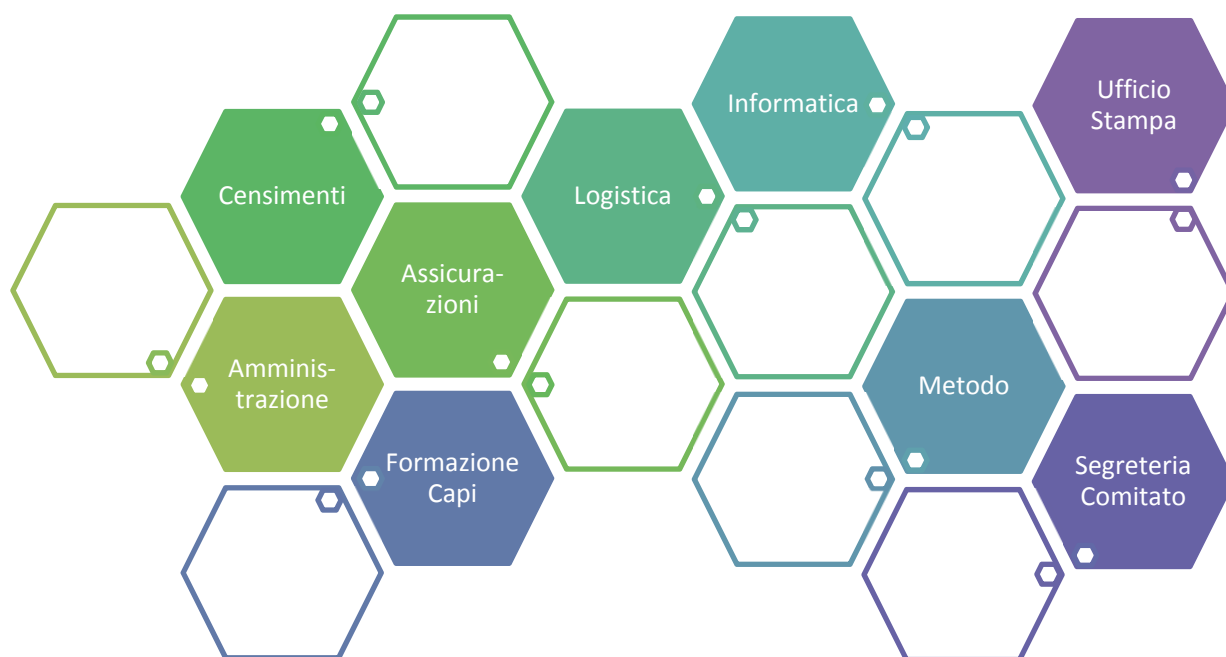 Informatica
Ufficio
Stampa
Censimenti
Logistica
Assicura-
zioni
Amminis-
trazione
Metodo
Formazione
Capi
Segreteria
Comitato